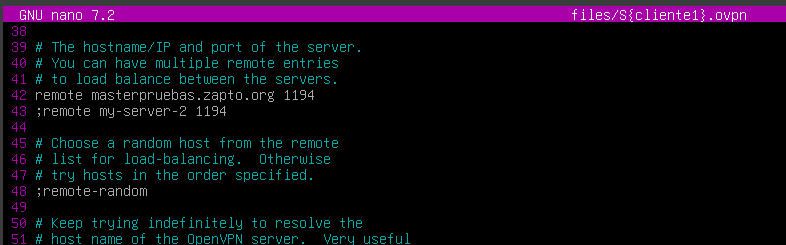 GNU nano 7.2 files/S{cliente1}.ovpn
38
39 # The hostname/IP and port of the server.
40 # You can have multiple remote entries
41 # to load balance between the servers.
42 remote masterpruebas.zapto.org 1194
43 ;remote my-server-2 1194
44
45 # Choose a random host from the remote
46 # list for load-balancing.  Otherwise
47 # try hosts in the order specified.
48 ;remote-random
49
50 # Keep trying indefinitely to resolve the
51 # host name of the OpenVPN server.  Very useful